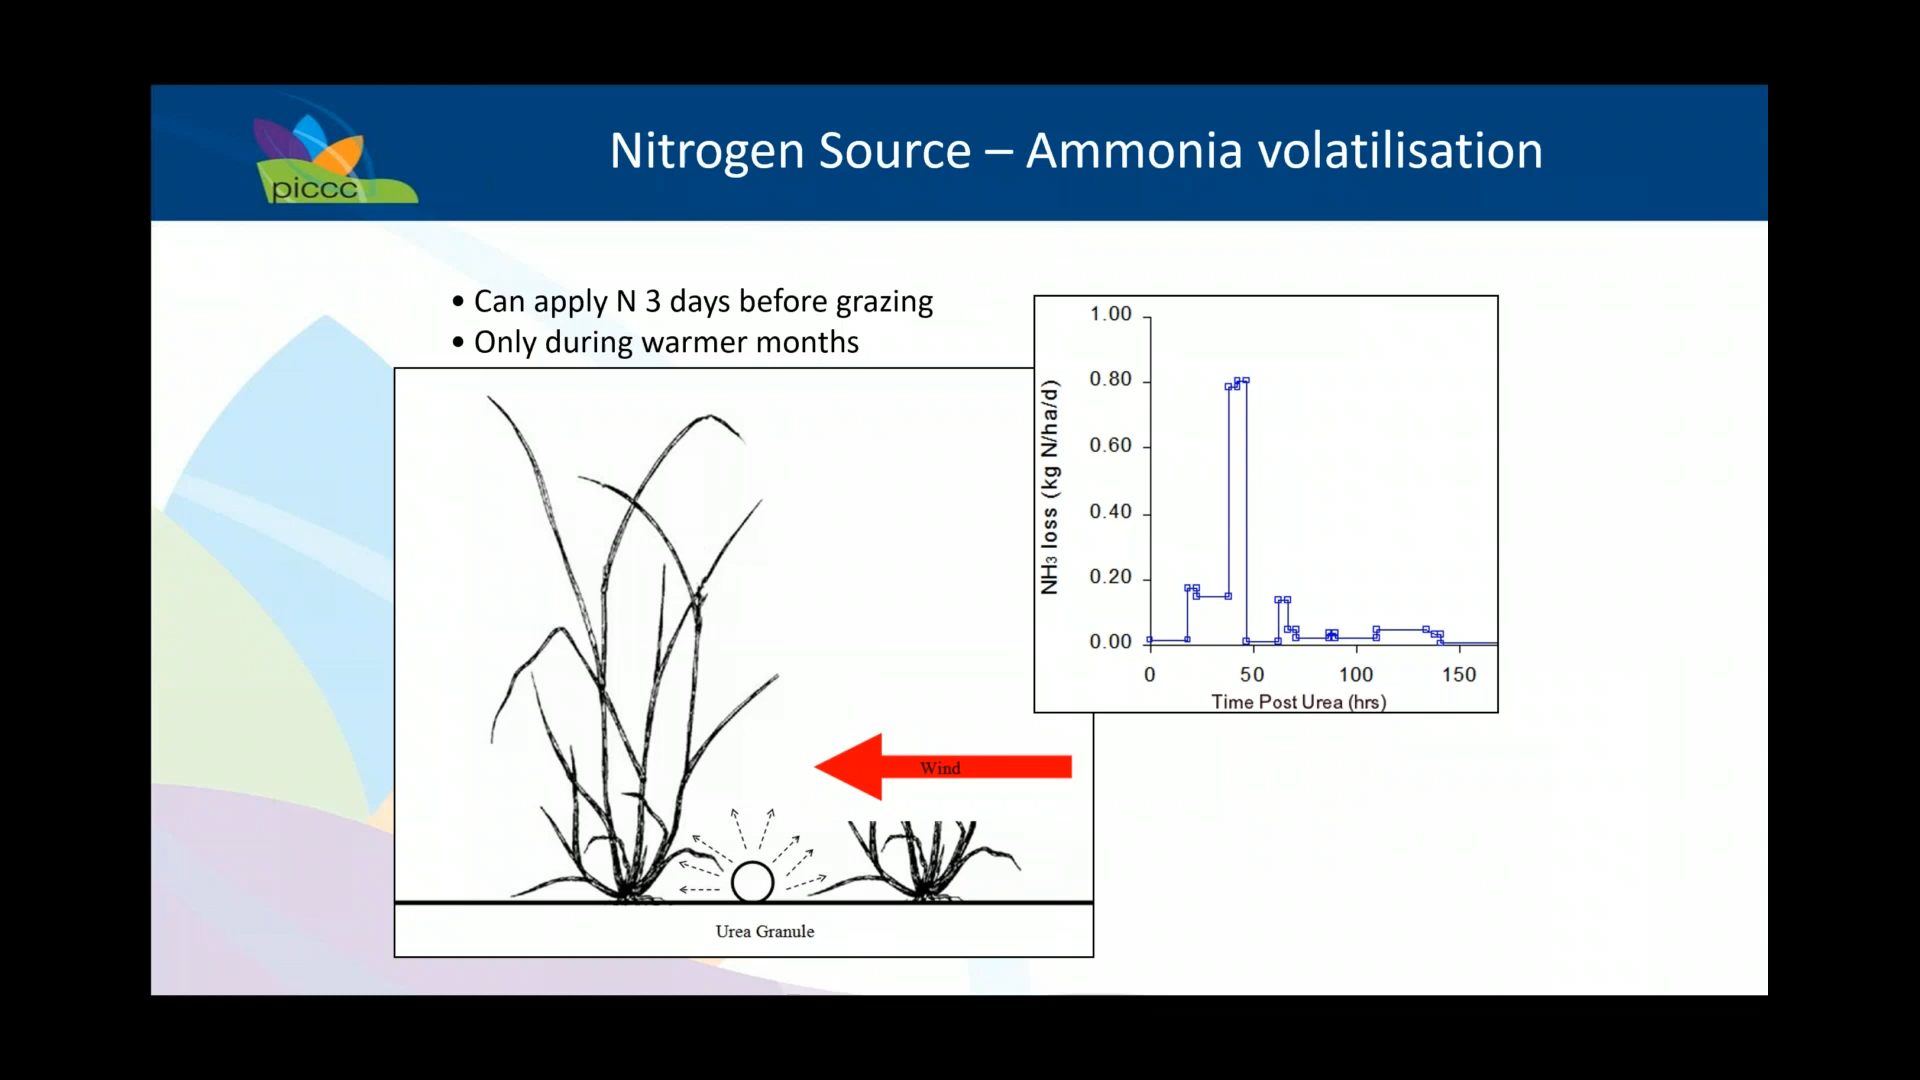 piccc
Nitrogen Source – Ammonia volatilisation
• Can apply N 3 days before grazing
• Only during warmer months
1.00
0.80
0.60
0.40
0.20
0.00
NH3 loss (kg N/ha/d)
0 50 100 150
Time Post Urea (hrs)
Wind
Urea Granule